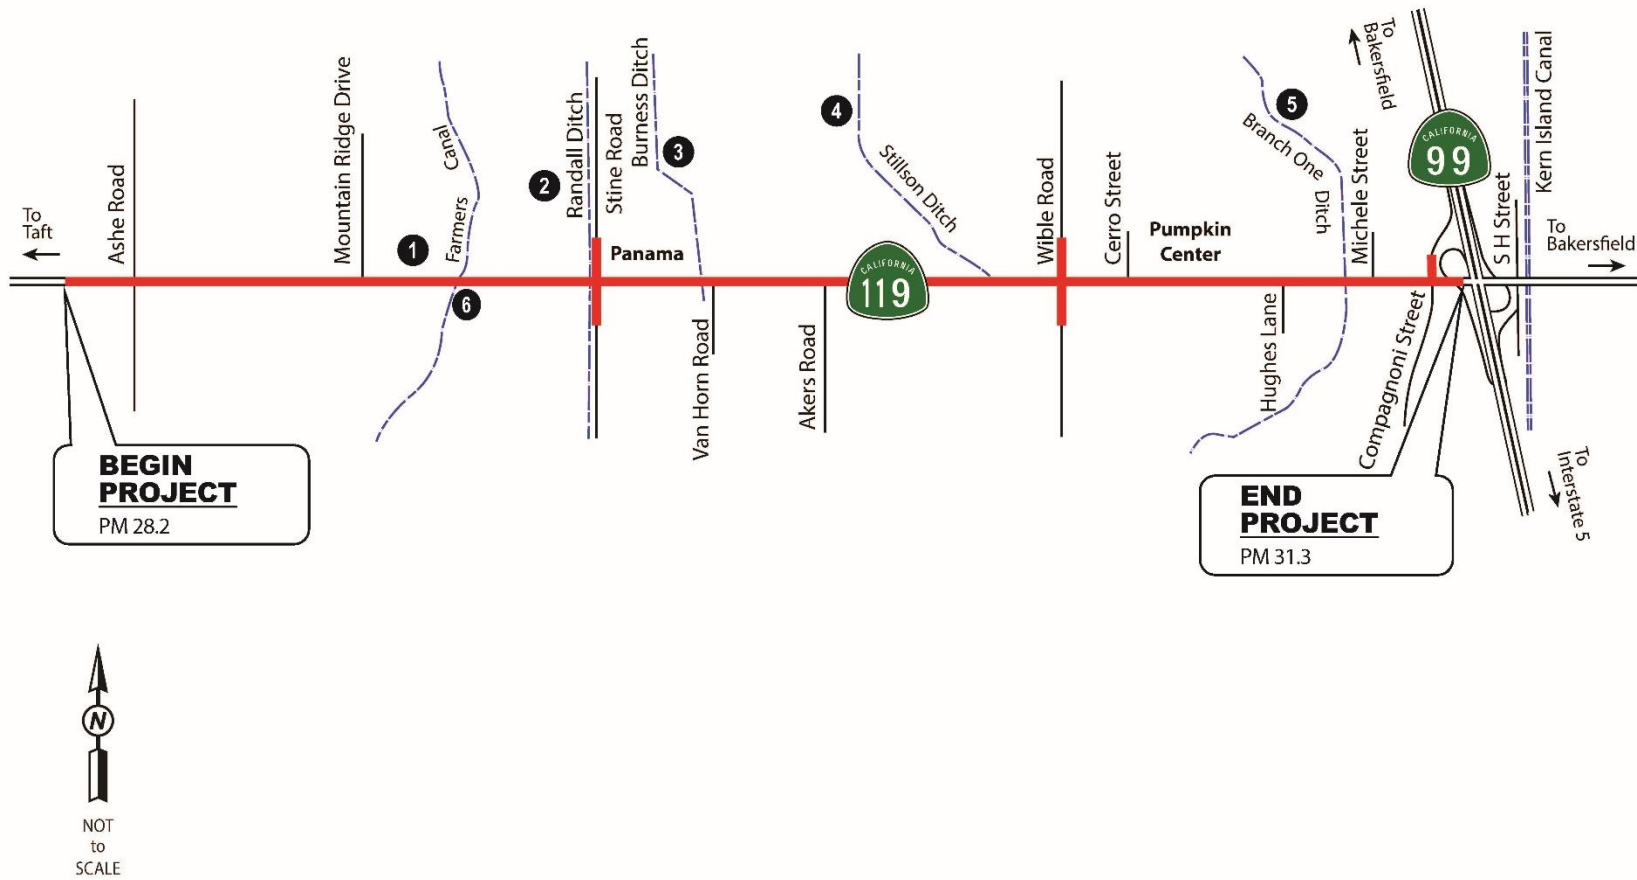 To
Taft
Ashe Road
Mountain Ridge Drive
1
Farmers
Canal
6
2
Randall Ditch
Stine Road
Burness Ditch
3
Panama
Van Horn Road
Akers Road
4
Stillson Ditch
CALIFORNIA
119
Wible Road
Cerro Street
Pumpkin
Center
5
Branch One
Ditch
Hughes Lane
Michele Street
Compagnoni Street
To
Bakersfield
CALIFORNIA
99
S H Street
Kern Island Canal
To
Bakersfield
To
Interstate 5
BEGIN
PROJECT
PM 28.2
END
PROJECT
PM 31.3
N
NOT
to
SCALE